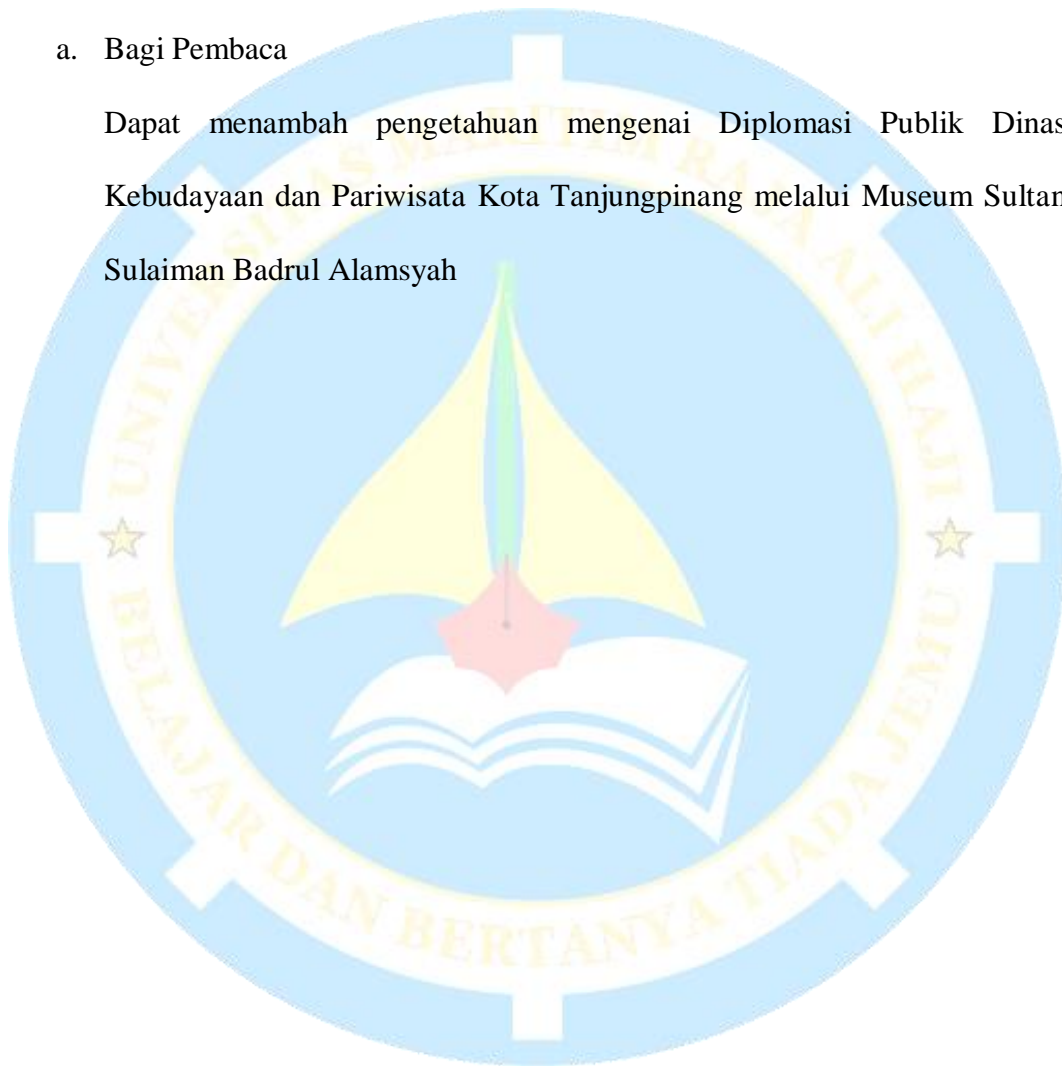 a. Bagi Pembaca
Dapat menambah pengetahuan mengenai Diplomasi Publik Dinas
Kebudayaan dan Pariwisata Kota Tanjungpinang melalui Museum Sultan
Sulaiman Badrul Alamsyah
UNIVERSITAS MARITIM RAJA ALI HAJI
BELAJAR DAN BERTANYA TIADA JEMU